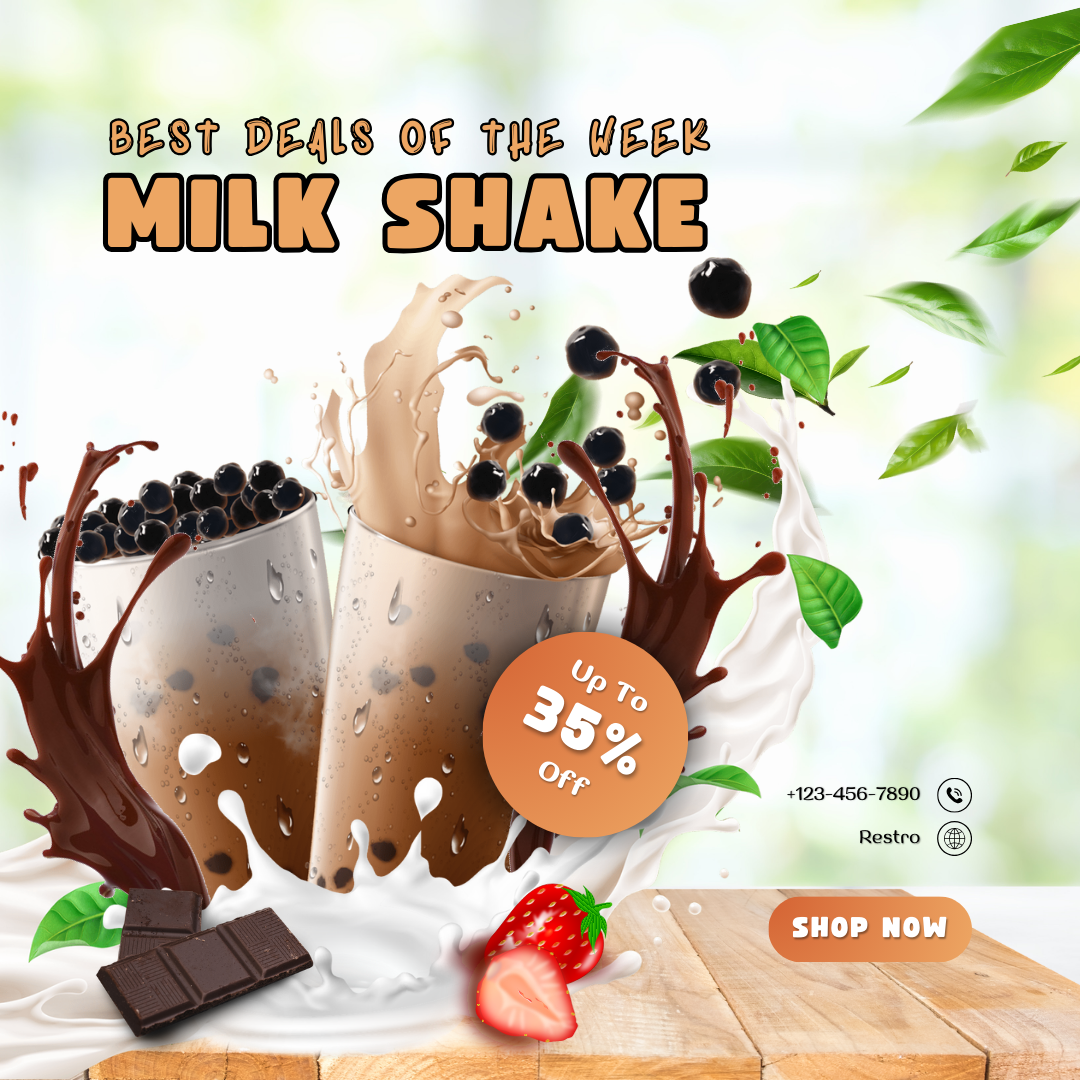 BEST DEALS OF THE WEEK
MILK SHAKE
Up To
35%
Off
+123-456-7890
Restro
SHOP NOW